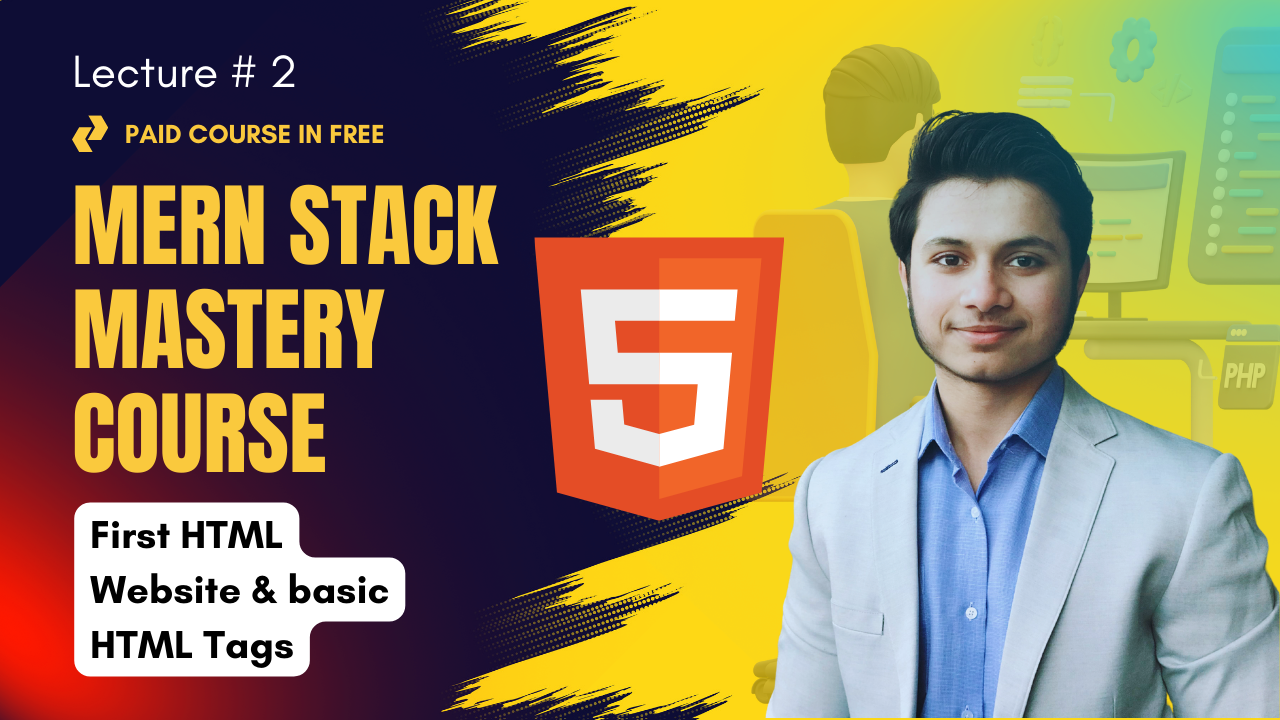 Lecture # 2
PAID COURSE IN FREE
MERN STACK
MASTERY
COURSE
First HTML
Website & basic
HTML Tags
5
PHP